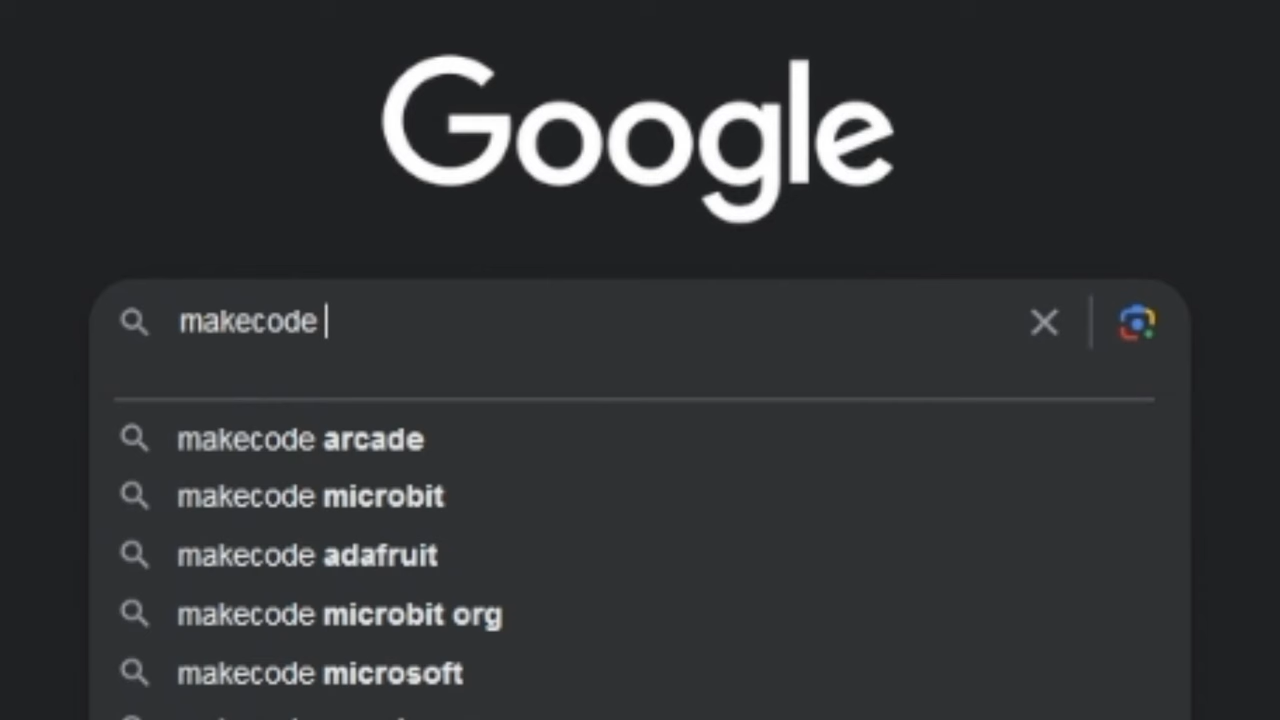 Google
makecode
makecode arcade
makecode microbit
makecode adafruit
makecode microbit org
makecode microsoft